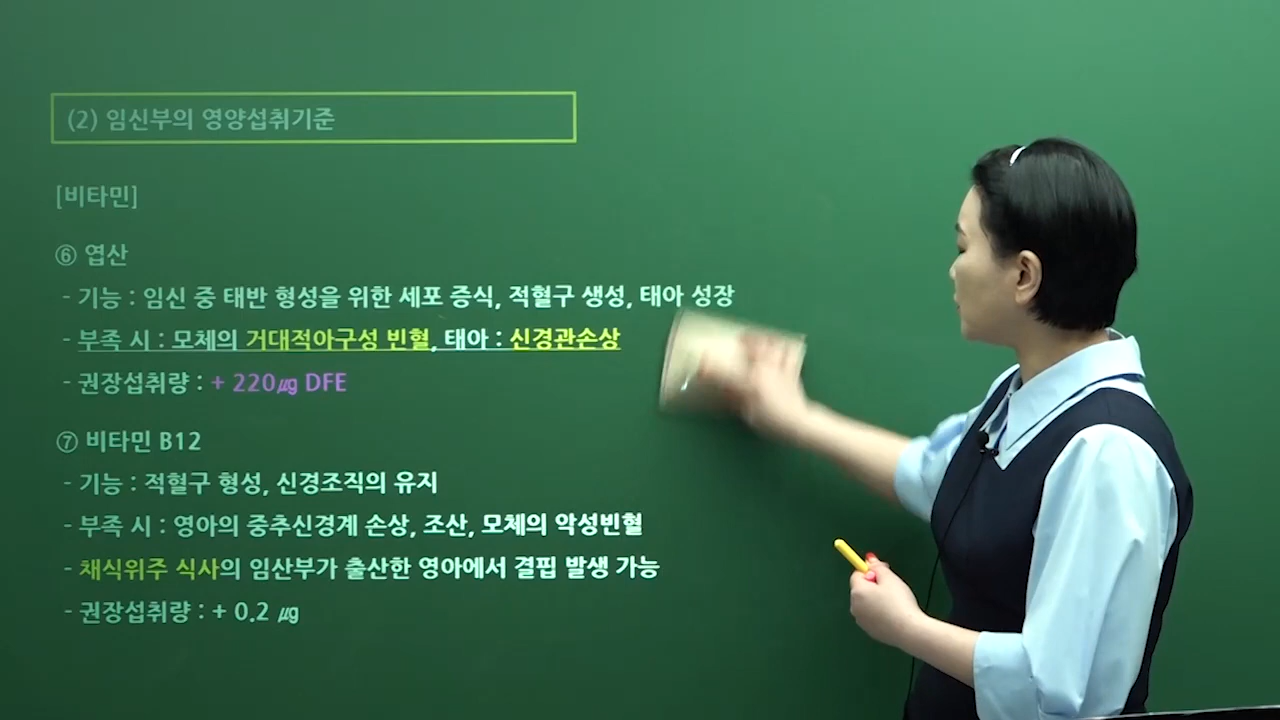 (2) 임신부의 영양섭취기준
[비타민]
⑥ 엽산
- 기능 : 임신 중 태반 형성을 위한 세포 증식, 적혈구 생성, 태아 성장
- 부족 시 : 모체의 거대적아구성 빈혈, 태아 : 신경관손상
- 권장섭취량 : + 220㎍ DFE
⑦ 비타민 B12
- 기능 : 적혈구 형성, 신경조직의 유지
- 부족 시 : 영아의 중추신경계 손상, 조산, 모체의 악성빈혈
- 채식위주 식사의 임산부가 출산한 영아에서 결핍 발생 가능
- 권장섭취량 : + 0.2 ㎍